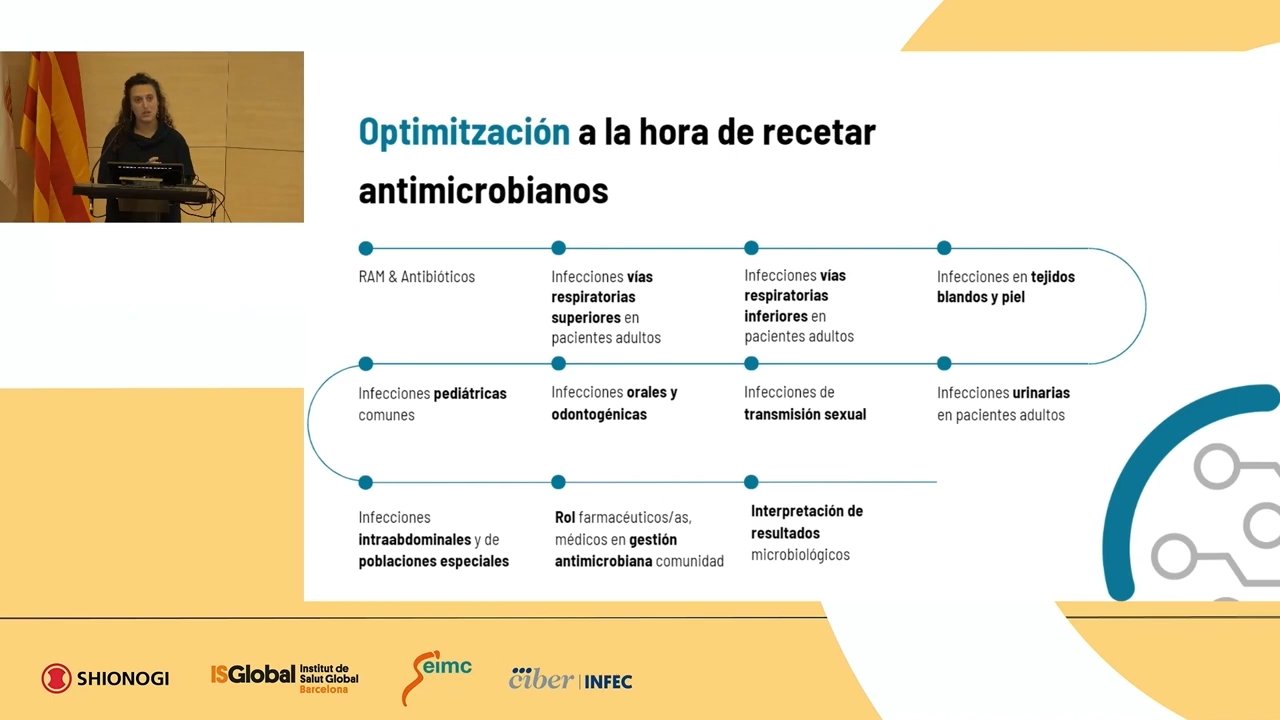 Optimitzación a la hora de recetar
antimicrobianos
RAM & Antibióticos
Infecciones vías
respiratorias
superiores en
pacientes adultos
Infecciones vías
respiratorias
inferiores en
pacientes adultos
Infecciones en tejidos
blandos y piel
Infecciones pediátricas
comunes
Infecciones orales y
odontogénicas
Infecciones de
transmisión sexual
Infecciones urinarias
en pacientes adultos
Infecciones
intraabdominales y de
poblaciones especiales
Rol farmacéuticos/as,
médicos en gestión
antimicrobiana comunidad
Interpretación de
resultados
microbiológicos
SHIONOGI
ISGlobal Institut de
Salut Global
Barcelona
Seimc
ciber | INFEC